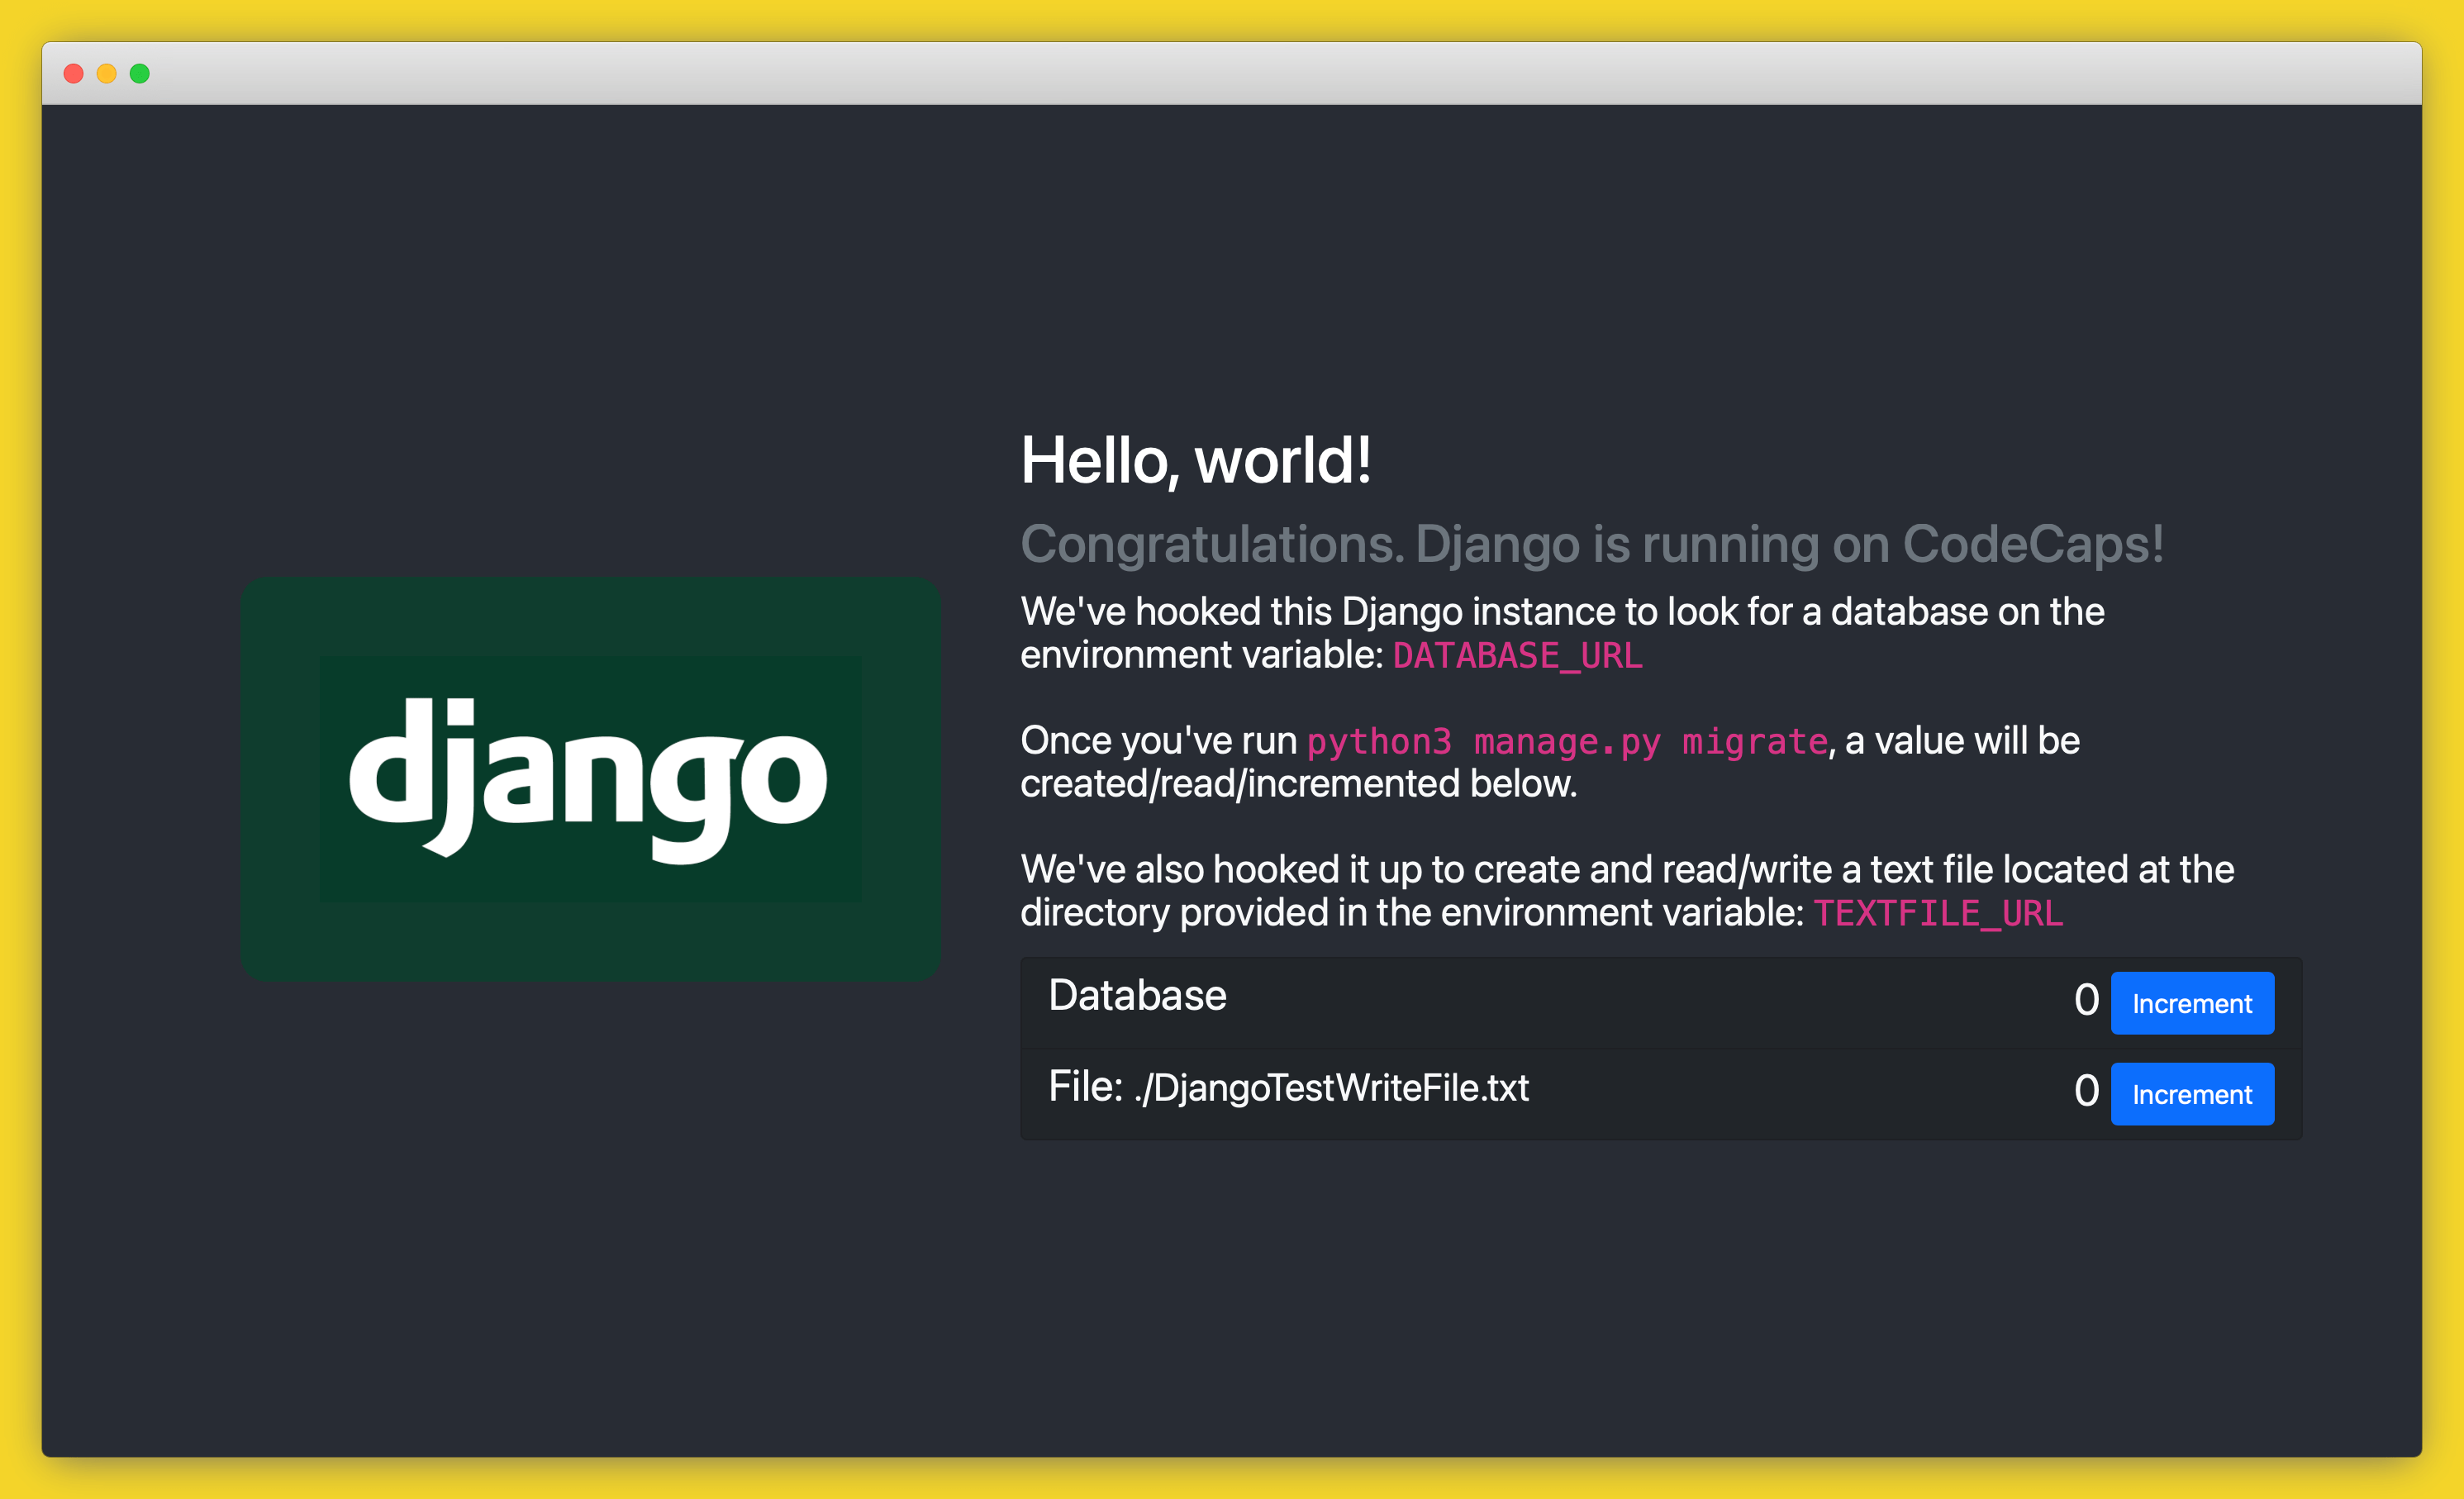 django
Hello, world!
Congratulations. Django is running on CodeCaps!
We've hooked this Django instance to look for a database on the
environment variable: DATABASE_URL
Once you've run python3 manage.py migrate, a value will be
created/read/incremented below.
We've also hooked it up to create and read/write a text file located at the
directory provided in the environment variable: TEXTFILE_URL
Database 0 Increment
File: ./DjangoTestWriteFile.txt 0 Increment